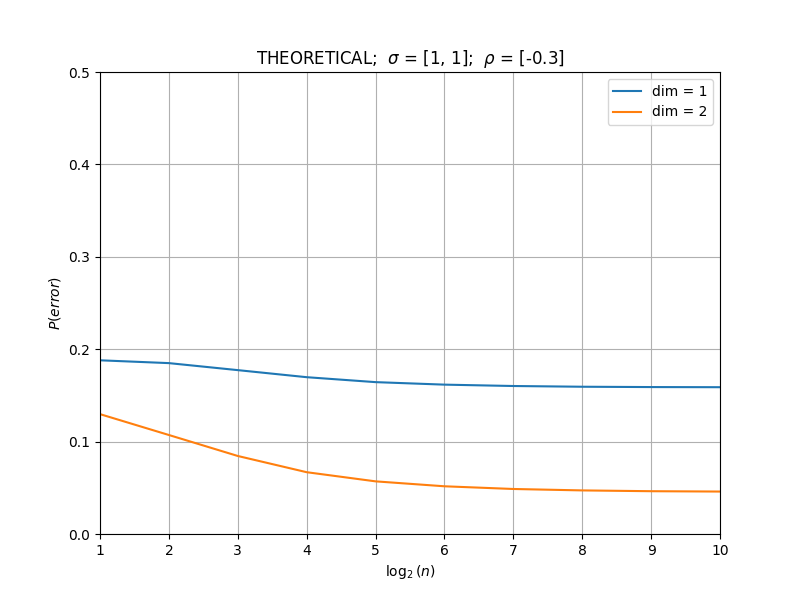 THEORETICAL;  σ = [1, 1];  ρ = [-0.3]
dim = 1
dim = 2
P(error)
0.5
0.4
0.3
0.2
0.1
0.0
1 2 3 4 5 6 7 8 9 10
log₂ (n)